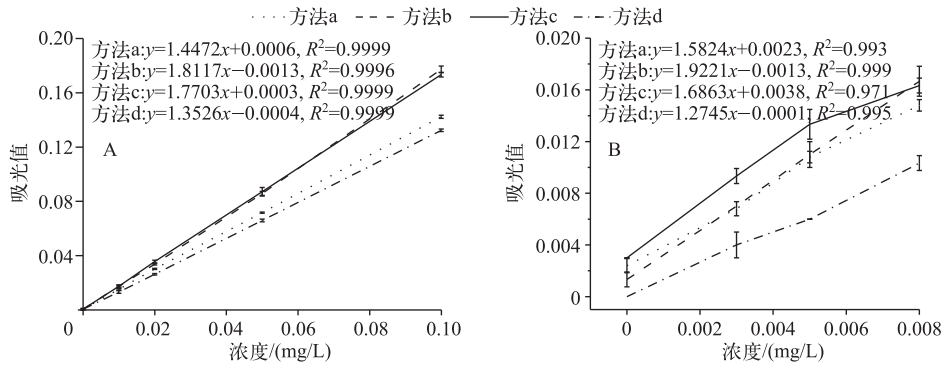 方法a 方法b 方法c 方法d
0.20
0.16
0.12
0.08
0.04
0
方法a:y=1.4472x+0.0006, R²=0.9999
方法b:y=1.8117x−0.0013, R²=0.9996
方法c:y=1.7703x+0.0003, R²=0.9999
方法d:y=1.3526x−0.0004, R²=0.9999
A
吸光值
0.02 0.04 0.06 0.08 0.10
浓度/(mg/L)
0.020
0.016
0.012
0.008
0.004
0
方法a:y=1.5824x+0.0023, R²=0.993
方法b:y=1.9221x−0.0013, R²=0.999
方法c:y=1.6863x+0.0038, R²=0.971
方法d:y=1.2745x−0.0001, R²=0.995
B
吸光值
0 0.002 0.004 0.006 0.008
浓度/(mg/L)